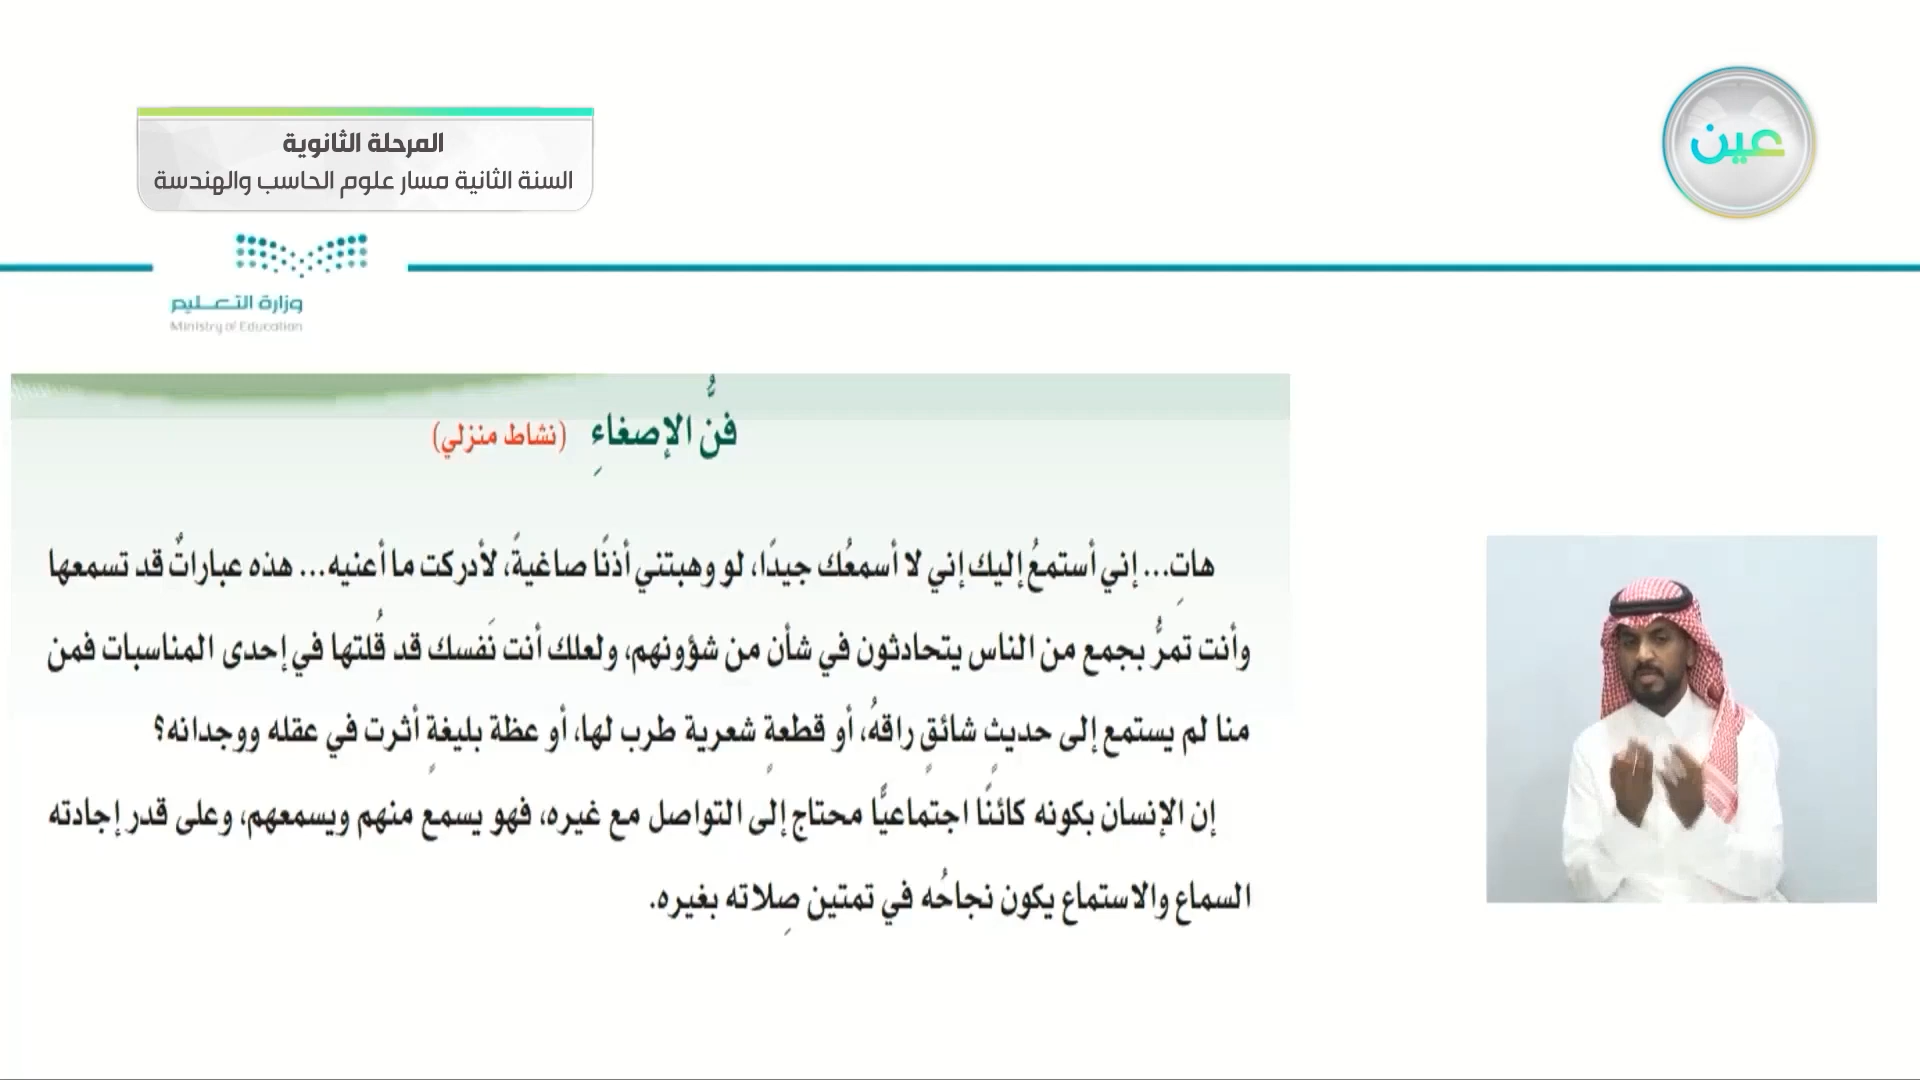 المرحلة الثانوية
السنة الثانية مسار علوم الحاسب والهندسة
عين
وزارة التعليم
Ministry of Education
فنُّ الإصغاءِ (نشاط منزلي)
هاتِ... إني أستمعُ إليك إني لا أسمعُك جيدًا، لو وهبتني أذنًا صاغيةً، لأدركت ما أعنيه... هذه عباراتٌ قد تسمعها
وأنت تمرُّ بجمع من الناس يتحادثون في شأن من شؤونهم، ولعلك أنت نَفسك قد قُلتها في إحدى المناسبات فمن
منا لم يستمع إلى حديثٍ شائقٍ راقهُ، أو قطعةٍ شعرية طرب لها، أو عظة بليغةٍ أثرت في عقله ووجدانه؟
إن الإنسان بكونه كائنًا اجتماعيًّا محتاج إلى التواصل مع غيره، فهو يسمع منهم ويسمعهم، وعلى قدر إجادته
السماع والاستماع يكون نجاحُه في تمتين صِلاته بغيره.